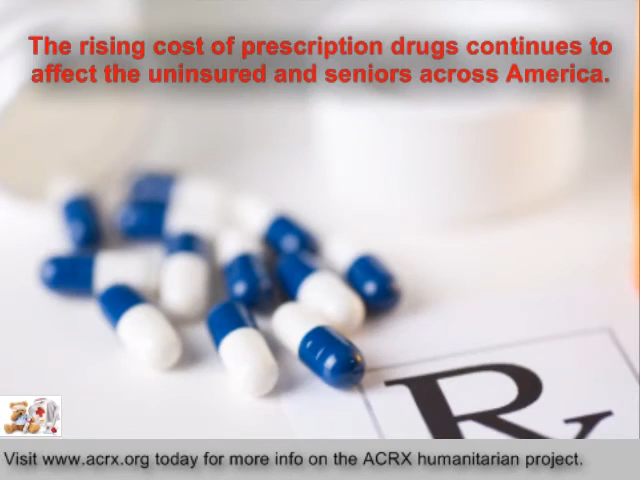 The rising cost of prescription drugs continues to
affect the uninsured and seniors across America.
Rx
Visit www.acrx.org today for more info on the ACRX humanitarian project.